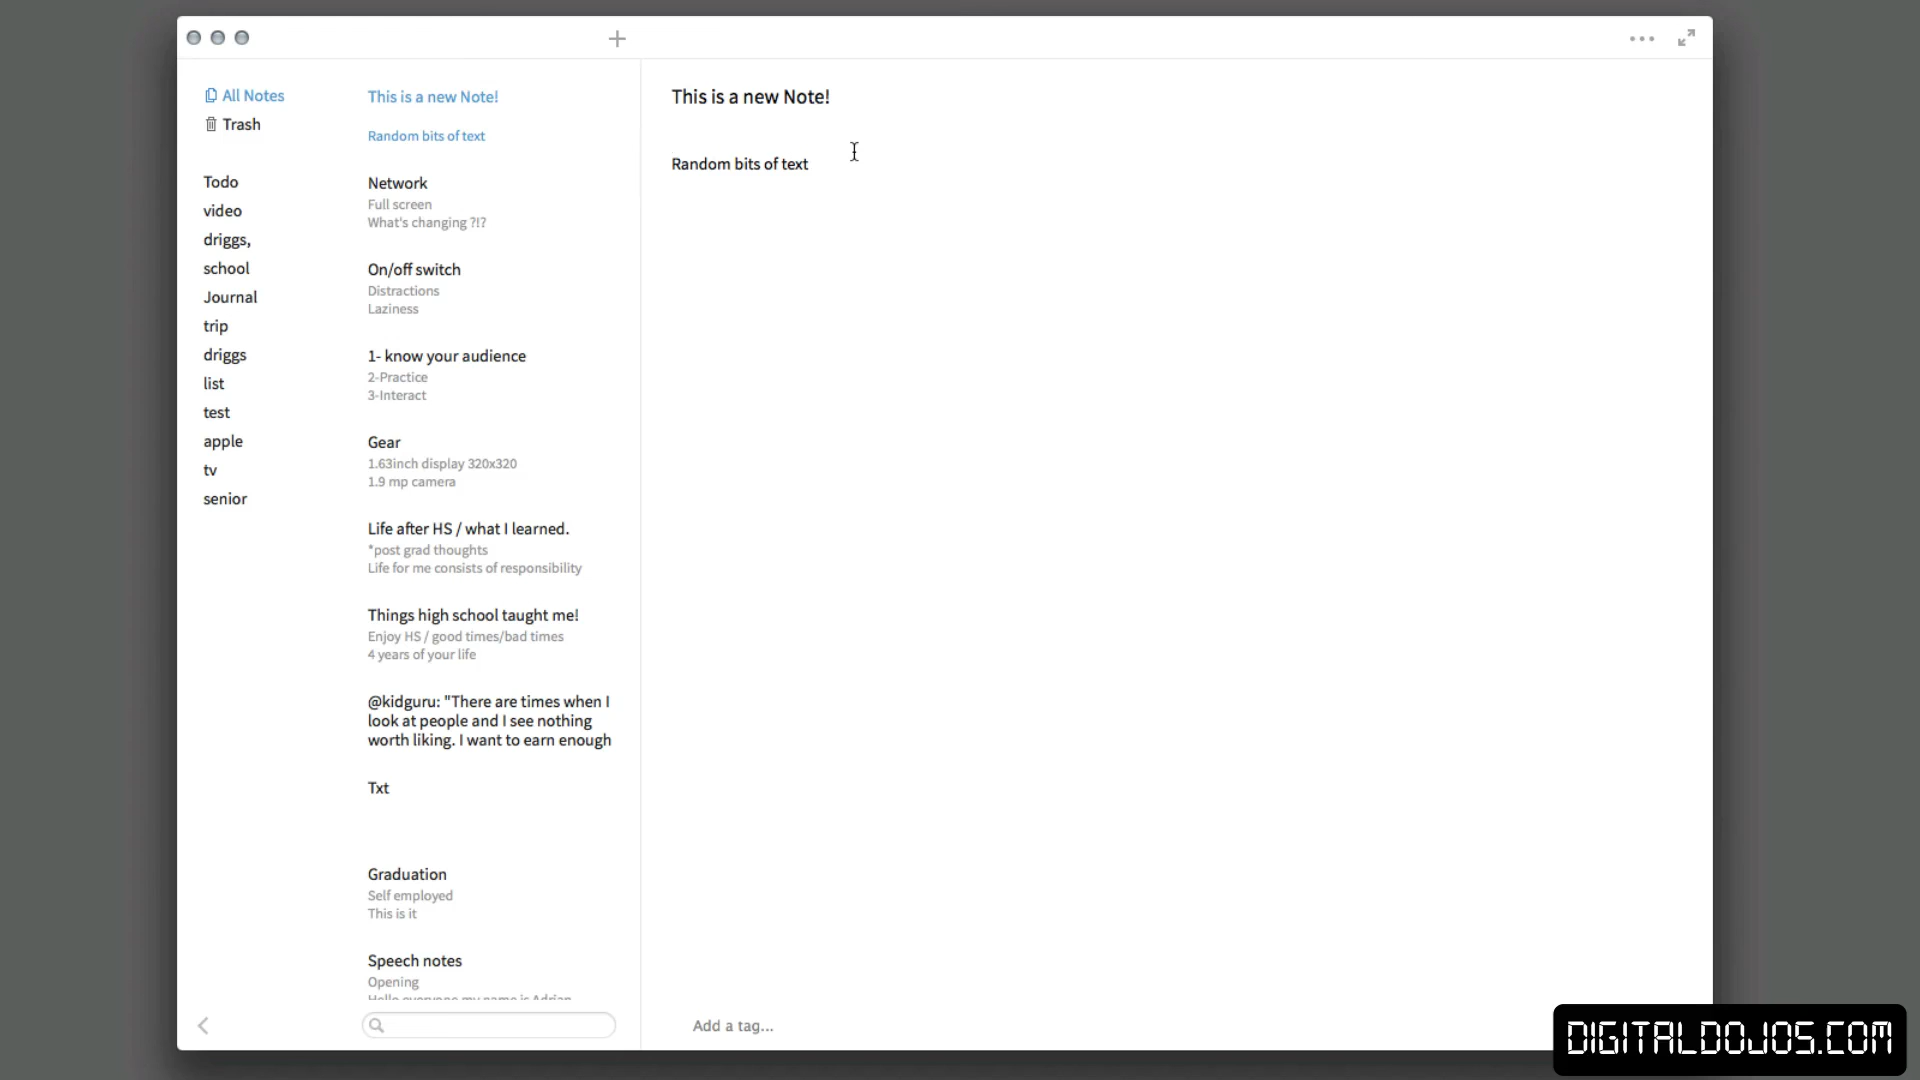 All Notes
Trash
Todo
video
driggs,
school
Journal
trip
driggs
list
test
apple
tv
senior
This is a new Note!
Random bits of text
Network
Full screen
What's changing ?!?
On/off switch
Distractions
Laziness
1- know your audience
2-Practice
3-Interact
Gear
1.63inch display 320x320
1.9 mp camera
Life after HS / what I learned.
*post grad thoughts
Life for me consists of responsibility
Things high school taught me!
Enjoy HS / good times/bad times
4 years of your life
@kidguru: "There are times when I
look at people and I see nothing
worth liking. I want to earn enough
Txt
Graduation
Self employed
This is it
Speech notes
Opening
Hello everyone my name is Adrian
This is a new Note!
Random bits of text
Add a tag...
DIGITALDOJOS.COM